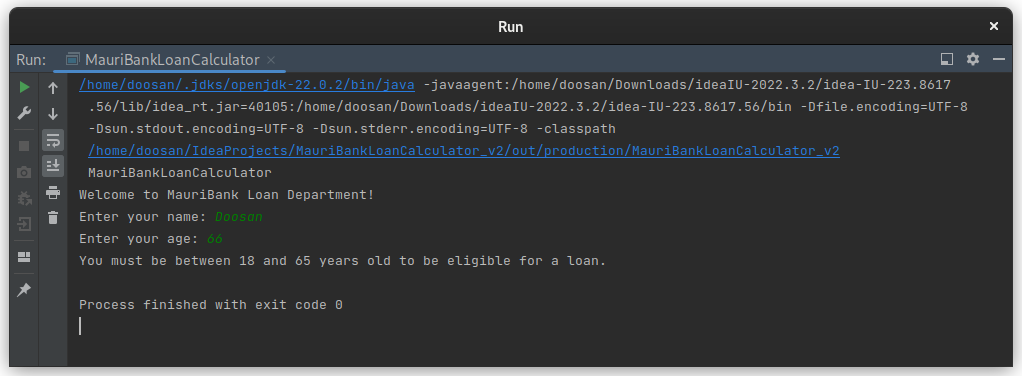 Run
Run: MauriBankLoanCalculator
/home/doosan/.jdks/openjdk-22.0.2/bin/java -javaagent:/home/doosan/Downloads/ideaIU-2022.3.2/idea-IU-223.8617
.56/lib/idea_rt.jar=40105:/home/doosan/Downloads/ideaIU-2022.3.2/idea-IU-223.8617.56/bin -Dfile.encoding=UTF-8
-Dsun.stdout.encoding=UTF-8 -Dsun.stderr.encoding=UTF-8 -classpath
/home/doosan/IdeaProjects/MauriBankLoanCalculator_v2/out/production/MauriBankLoanCalculator_v2
MauriBankLoanCalculator
Welcome to MauriBank Loan Department!
Enter your name: Doosan
Enter your age: 66
You must be between 18 and 65 years old to be eligible for a loan.
Process finished with exit code 0